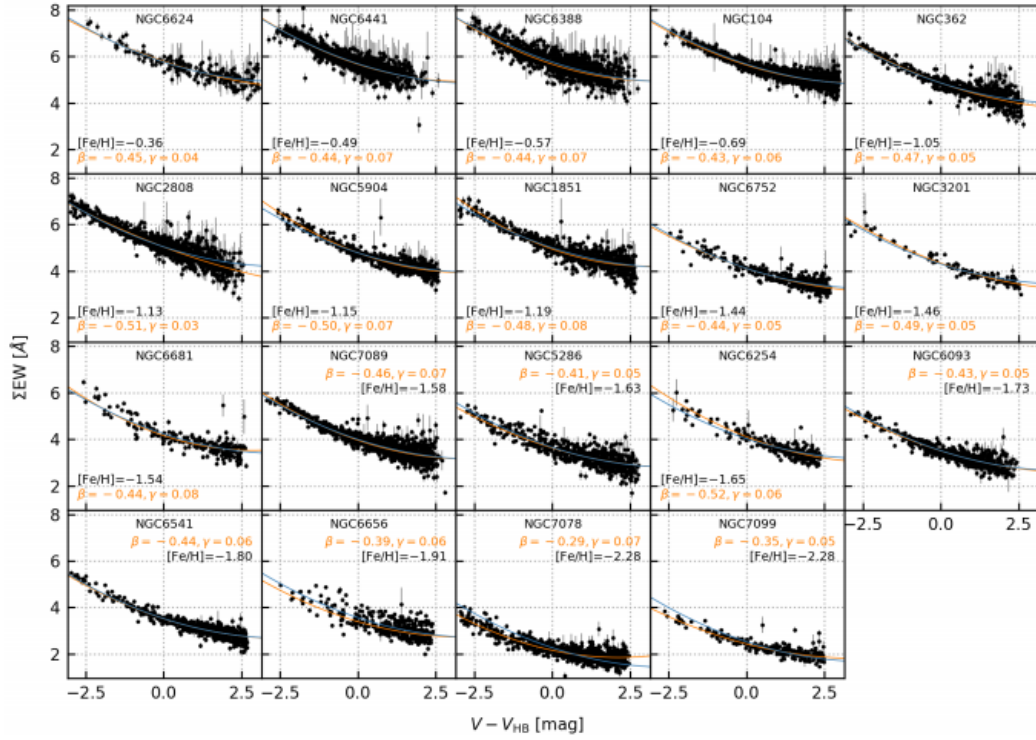 NGC6624
NGC6441
NGC6388
NGC104
NGC362
8
6
4
2
[Fe/H]=−0.36
β = −0.45, γ = 0.04
[Fe/H]=−0.49
β = −0.44, γ = 0.07
[Fe/H]=−0.57
β = −0.44, γ = 0.07
[Fe/H]=−0.69
β = −0.43, γ = 0.06
[Fe/H]=−1.05
β = −0.47, γ = 0.05
NGC2808
NGC5904
NGC1851
NGC6752
NGC3201
8
6
4
2
[Fe/H]=−1.13
β = −0.51, γ = 0.03
[Fe/H]=−1.15
β = −0.50, γ = 0.07
[Fe/H]=−1.19
β = −0.48, γ = 0.08
[Fe/H]=−1.44
β = −0.44, γ = 0.05
[Fe/H]=−1.46
β = −0.49, γ = 0.05
ΣEW [Å]
NGC6681
NGC7089
NGC5286
NGC6254
NGC6093
8
6
4
2
[Fe/H]=−1.54
β = −0.44, γ = 0.08
β = −0.46, γ = 0.07
[Fe/H]=−1.58
β = −0.41, γ = 0.05
[Fe/H]=−1.63
[Fe/H]=−1.65
β = −0.52, γ = 0.06
β = −0.43, γ = 0.05
[Fe/H]=−1.73
−2.5 0.0 2.5
NGC6541
NGC6656
NGC7078
NGC7099
8
6
4
2
β = −0.44, γ = 0.06
[Fe/H]=−1.80
β = −0.39, γ = 0.06
[Fe/H]=−1.91
β = −0.29, γ = 0.07
[Fe/H]=−2.28
β = −0.35, γ = 0.05
[Fe/H]=−2.28
−2.5 0.0 2.5
−2.5 0.0 2.5
−2.5 0.0 2.5
−2.5 0.0 2.5
V − V_HB [mag]